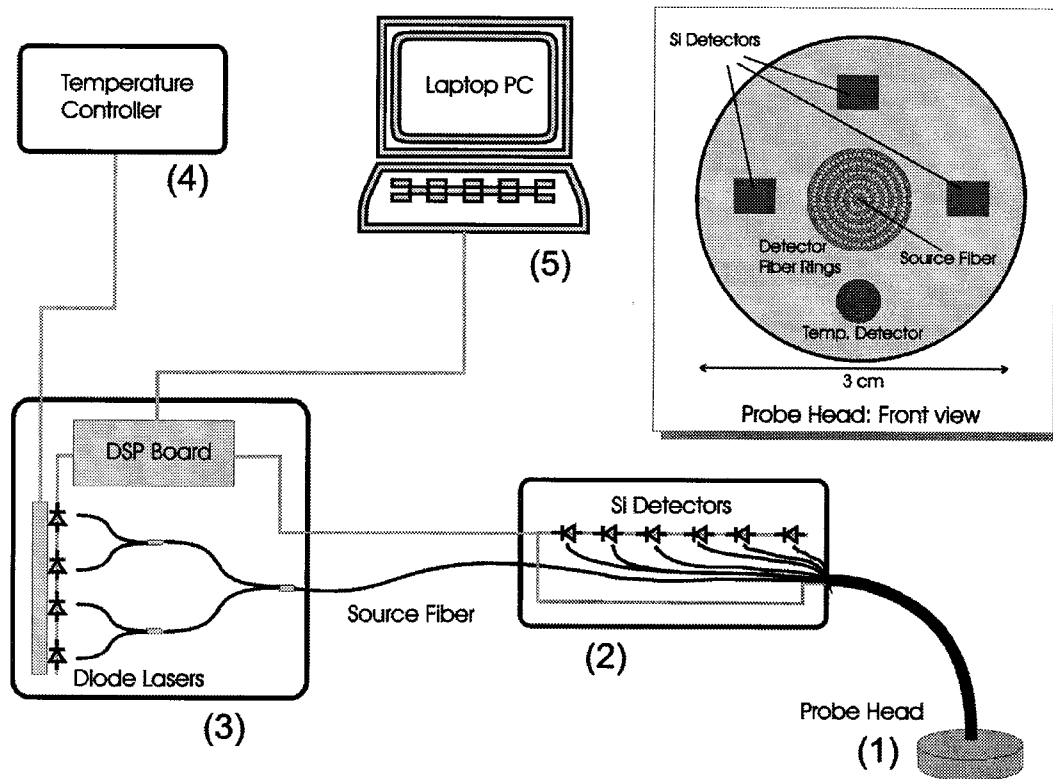 Temperature
Controller
(4)
Laptop PC
(5)
Si Detectors
Detector
Fiber Rings
Source Fiber
Temp. Detector
3 cm
Probe Head: Front view
DSP Board
Diode Lasers
(3)
Source Fiber
Si Detectors
(2)
Probe Head
(1)